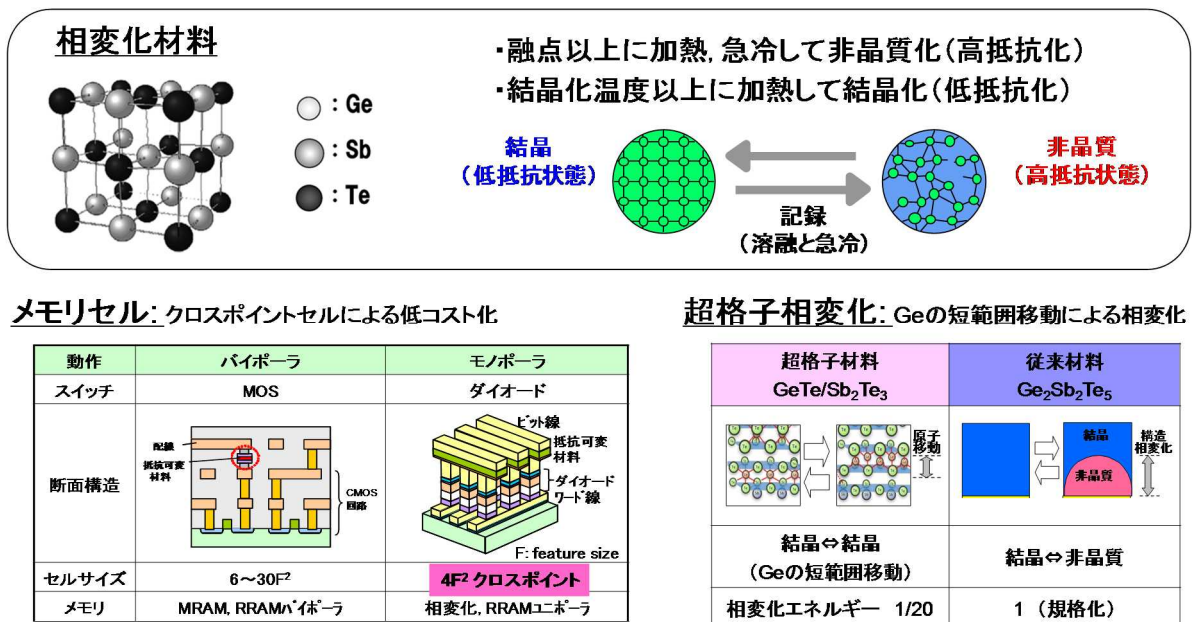 相変化材料
・融点以上に加熱, 急冷して非晶質化(高抵抗化)
・結晶化温度以上に加熱して結晶化(低抵抗化)
: Ge
: Sb
: Te
結晶
(低抵抗状態)
非晶質
(高抵抗状態)
記録
(溶融と急冷)
メモリセル: クロスポイントセルによる低コスト化
動作
バイポーラ
モノポーラ
スイッチ
MOS
ダイオード
断面構造
配線
抵抗可変
材料
CMOS
回路
ビット線
抵抗可変
材料
ダイオード
ワード線
F: feature size
セルサイズ
6～30F²
4F² クロスポイント
メモリ
MRAM, RRAMバイポーラ
相変化, RRAMユニポーラ
超格子相変化: Geの短範囲移動による相変化
超格子材料
GeTe/Sb₂Te₃
従来材料
Ge₂Sb₂Te₅
原子
移動
結晶
非晶質
構造
相変化
結晶⇔結晶
(Geの短範囲移動)
結晶⇔非晶質
相変化エネルギー 1/20
1 (規格化)